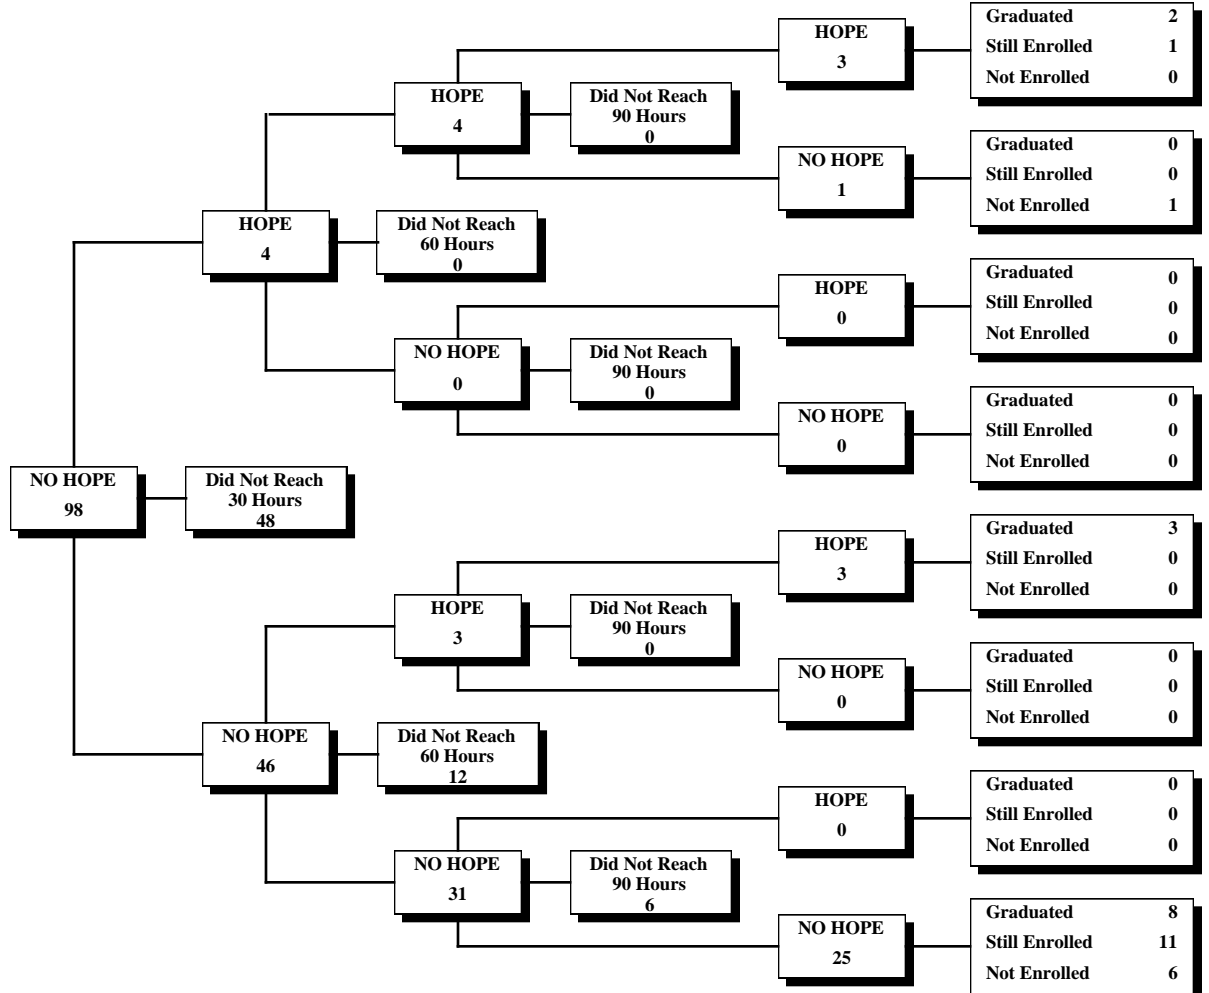 HOPE
3
Graduated 2
Still Enrolled 1
Not Enrolled 0
HOPE
4
Did Not Reach
90 Hours
0
NO HOPE
1
Graduated 0
Still Enrolled 0
Not Enrolled 1
HOPE
4
Did Not Reach
60 Hours
0
HOPE
0
Graduated 0
Still Enrolled 0
Not Enrolled 0
NO HOPE
0
Did Not Reach
90 Hours
0
NO HOPE
0
Graduated 0
Still Enrolled 0
Not Enrolled 0
NO HOPE
98
Did Not Reach
30 Hours
48
HOPE
3
Graduated 3
Still Enrolled 0
Not Enrolled 0
HOPE
3
Did Not Reach
90 Hours
0
NO HOPE
0
Graduated 0
Still Enrolled 0
Not Enrolled 0
NO HOPE
46
Did Not Reach
60 Hours
12
HOPE
0
Graduated 0
Still Enrolled 0
Not Enrolled 0
NO HOPE
31
Did Not Reach
90 Hours
6
NO HOPE
25
Graduated 8
Still Enrolled 11
Not Enrolled 6